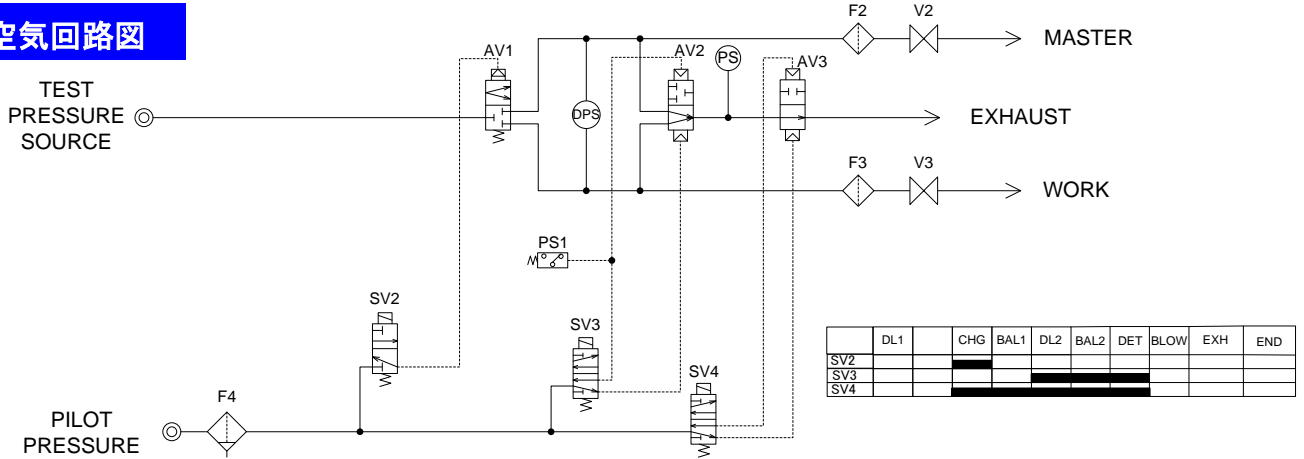 空気回路図
F2
V2
MASTER
AV1
AV2
PS
AV3
TEST
PRESSURE
SOURCE
DPS
EXHAUST
F3
V3
WORK
PS1
SV2
SV3
SV4
F4
PILOT
PRESSURE
DL1 CHG BAL1 DL2 BAL2 DET BLOW EXH END
SV2
SV3
SV4